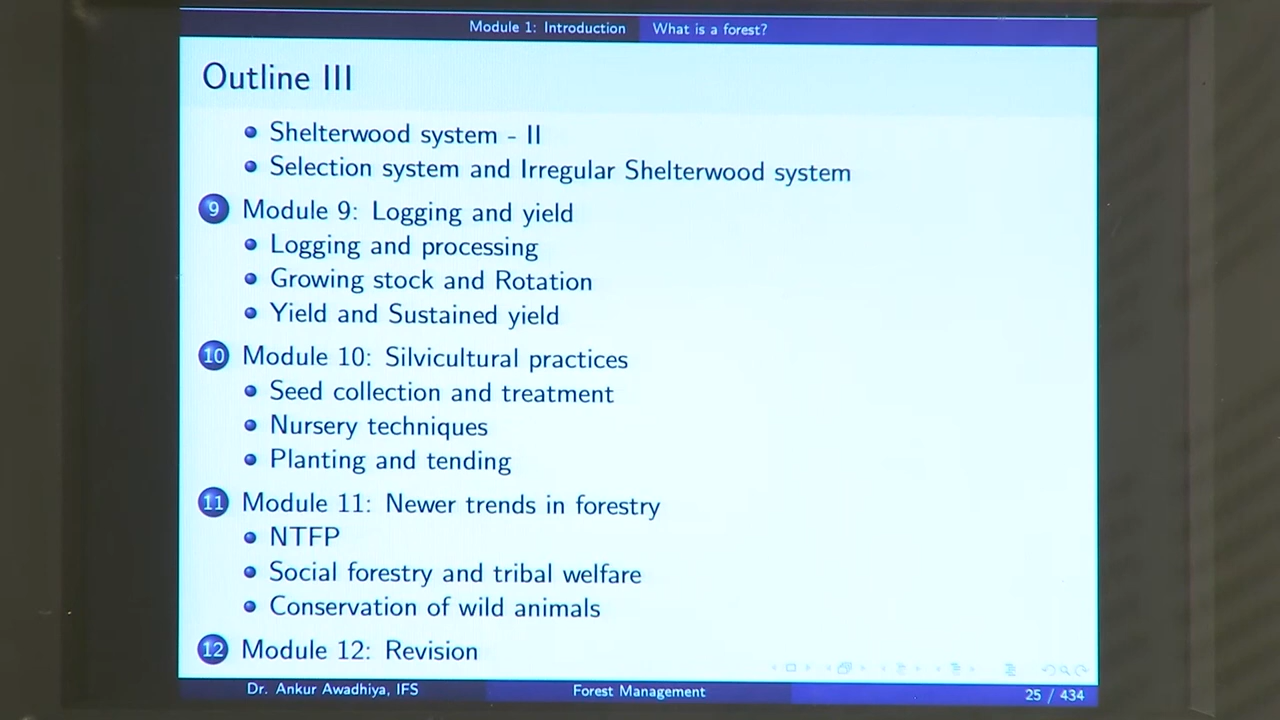 Module 1: Introduction What is a forest?
Outline III
Shelterwood system - II
Selection system and Irregular Shelterwood system
9 Module 9: Logging and yield
Logging and processing
Growing stock and Rotation
Yield and Sustained yield
10 Module 10: Silvicultural practices
Seed collection and treatment
Nursery techniques
Planting and tending
11 Module 11: Newer trends in forestry
NTFP
Social forestry and tribal welfare
Conservation of wild animals
12 Module 12: Revision
Dr. Ankur Awadhiya, IFS Forest Management 25 / 434